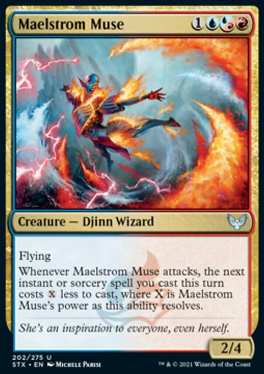 Maelstrom Muse 1
Creature — Djinn Wizard
Flying
Whenever Maelstrom Muse attacks, the next
instant or sorcery spell you cast this turn
costs X less to cast, where X is Maelstrom
Muse's power as this ability resolves.
She's an inspiration to everyone, even herself.
2/4
202/275 U
STX • EN MICHELE PARISI
™ & © 2021 Wizards of the Coast